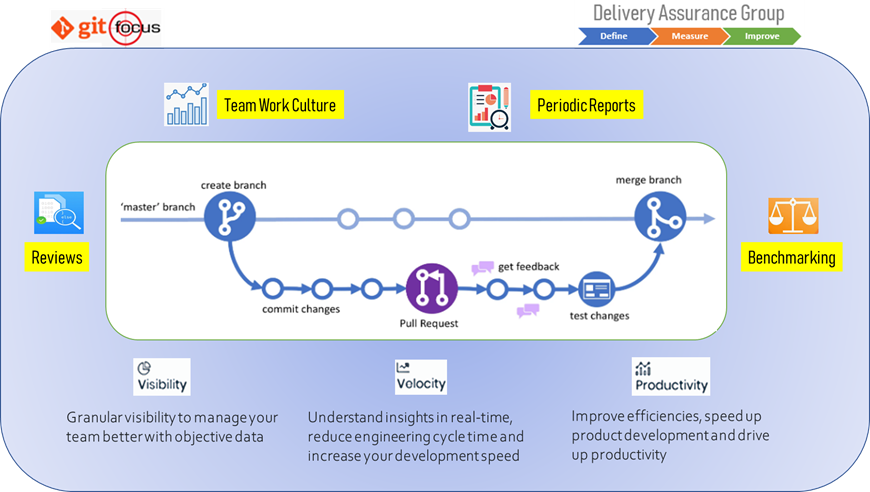 git focus
Delivery Assurance Group
Define Measure Improve
Team Work Culture
Periodic Reports
create branch
merge branch
'master' branch
Reviews
Benchmarking
get feedback
commit changes
Pull Request
test changes
Visibility
Velocity
Productivity
Granular visibility to manage your
team better with objective data
Understand insights in real-time,
reduce engineering cycle time and
increase your development speed
Improve efficiencies, speed up
product development and drive
up productivity